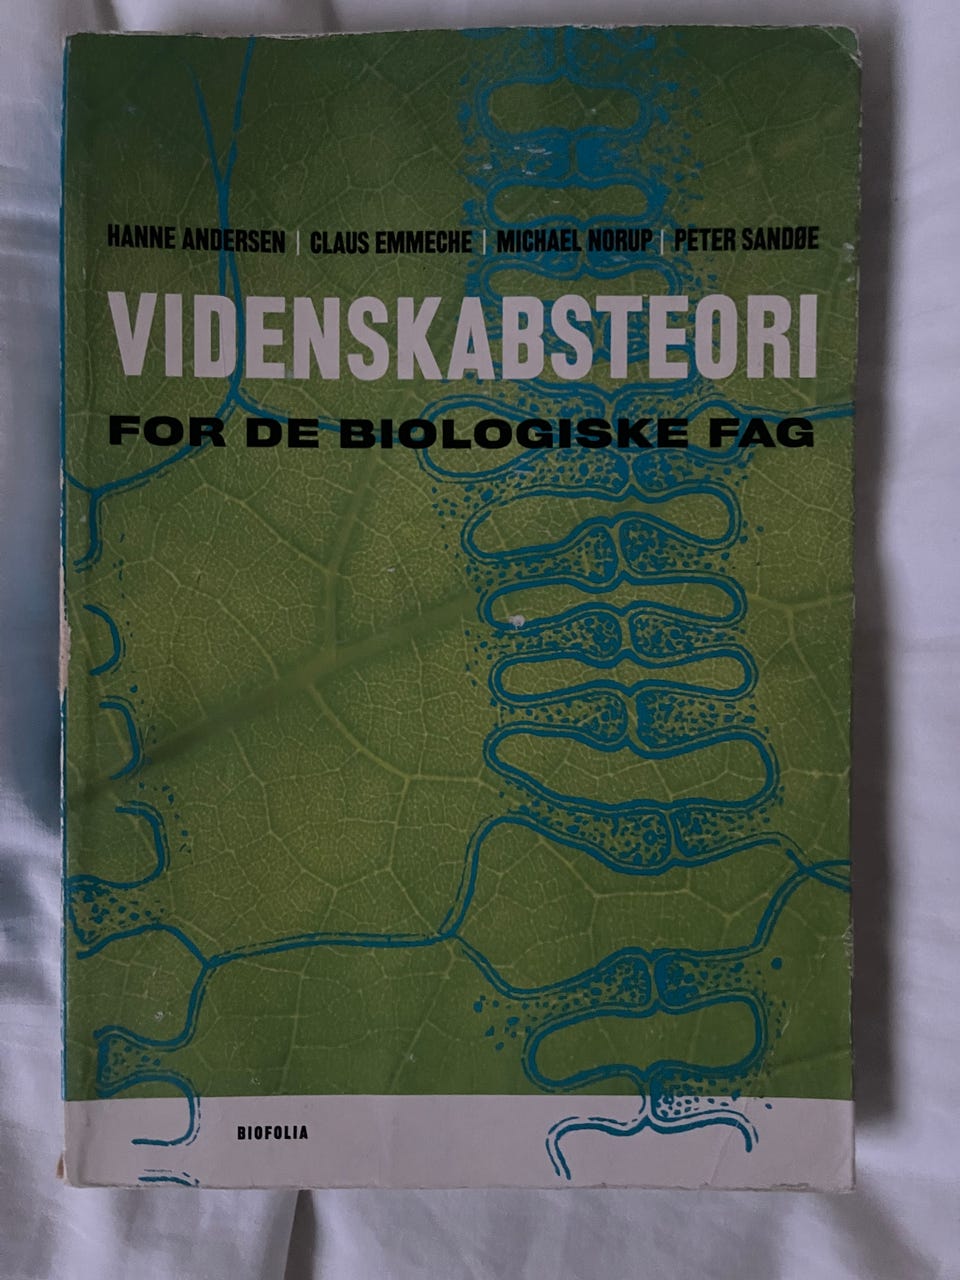 HANNE ANDERSEN | CLAUS EMMECHE | MICHAEL NORUP | PETER SANDØE
VIDENSKABSTEORI
FOR DE BIOLOGISKE FAG
BIOFOLIA